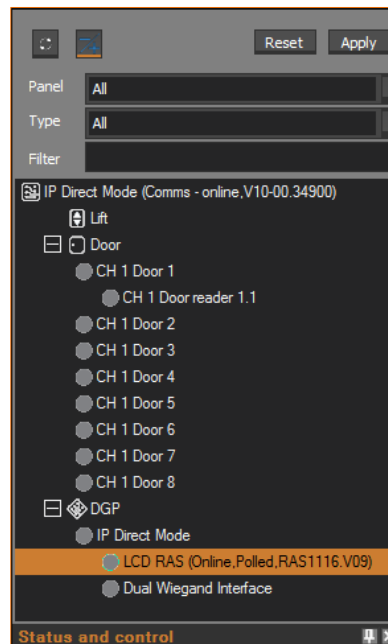 Reset Apply
Panel All
Type All
Filter
IP Direct Mode (Comms - online,V10-00.34900)
Lift
Door
CH 1 Door 1
CH 1 Door reader 1.1
CH 1 Door 2
CH 1 Door 3
CH 1 Door 4
CH 1 Door 5
CH 1 Door 6
CH 1 Door 7
CH 1 Door 8
DGP
IP Direct Mode
LCD RAS (Online,Polled,RAS1116.V09)
Dual Wiegand Interface
Status and control